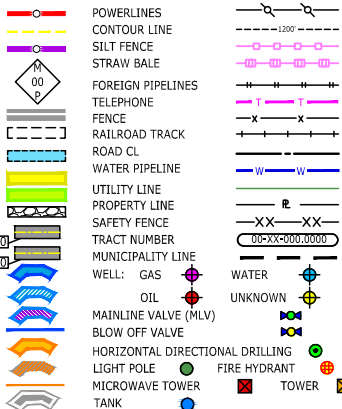 POWERLINES
CONTOUR LINE 1200'
SILT FENCE
M
00
P
STRAW BALE
FOREIGN PIPELINES
TELEPHONE T T
FENCE x x
RAILROAD TRACK
ROAD CL
WATER PIPELINE W W
UTILITY LINE
PROPERTY LINE ℙL
SAFETY FENCE XX XX
TRACT NUMBER 00-XX-000.0000
MUNICIPALITY LINE
WELL: GAS WATER
OIL UNKNOWN
MAINLINE VALVE (MLV)
BLOW OFF VALVE
HORIZONTAL DIRECTIONAL DRILLING
LIGHT POLE FIRE HYDRANT
MICROWAVE TOWER TOWER
TANK